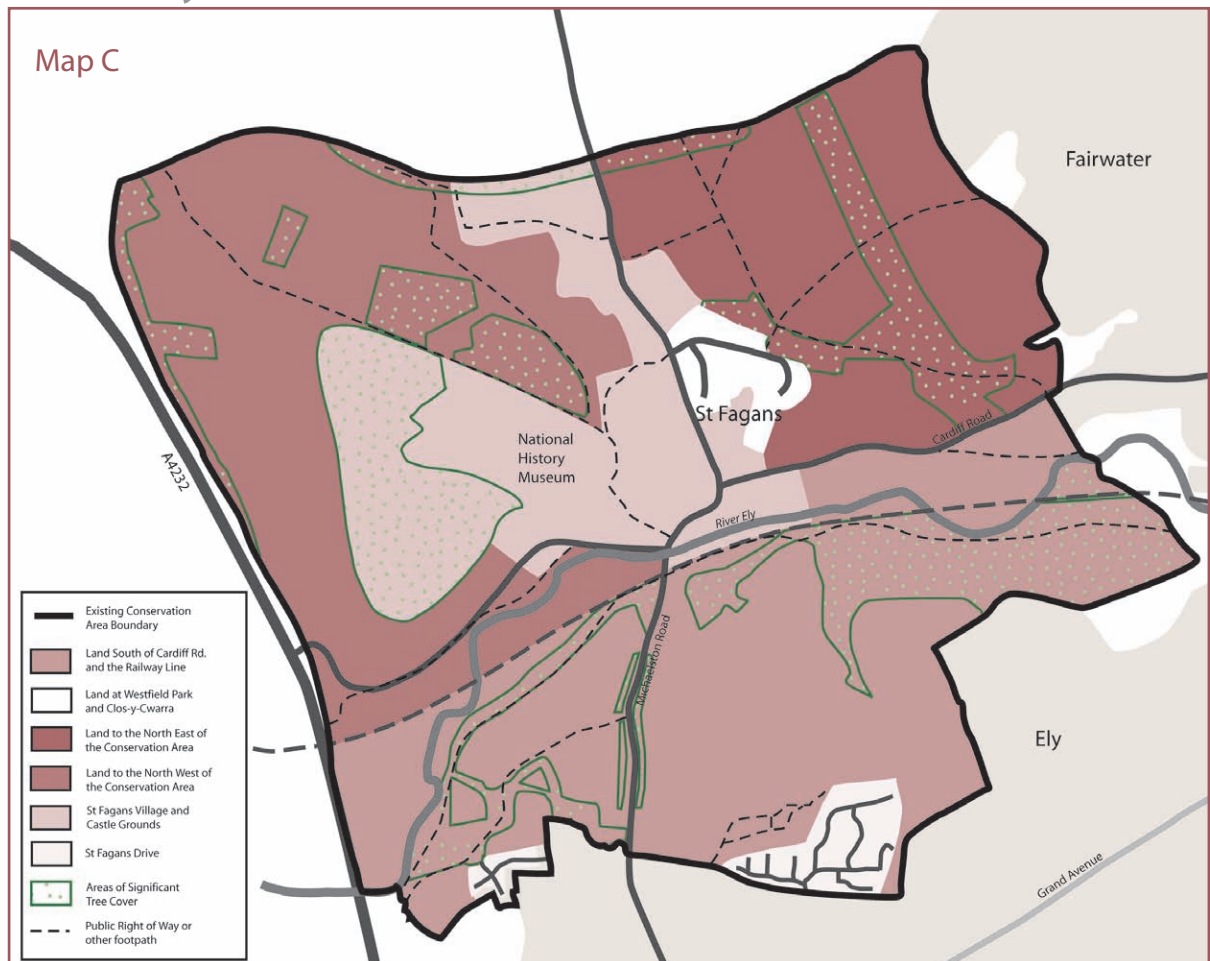 Map C
Fairwater
St Fagans
Cardiff Road
National
History
Museum
A4232
River Ely
Michaelston Road
Ely
Grand Avenue
Existing Conservation
Area Boundary
Land South of Cardiff Rd.
and the Railway Line
Land at Westfield Park
and Clos-y-Cwarra
Land to the North East of
the Conservation Area
Land to the North West of
the Conservation Area
St Fagans Village and
Castle Grounds
St Fagans Drive
Areas of Significant
Tree Cover
Public Right of Way or
other footpath